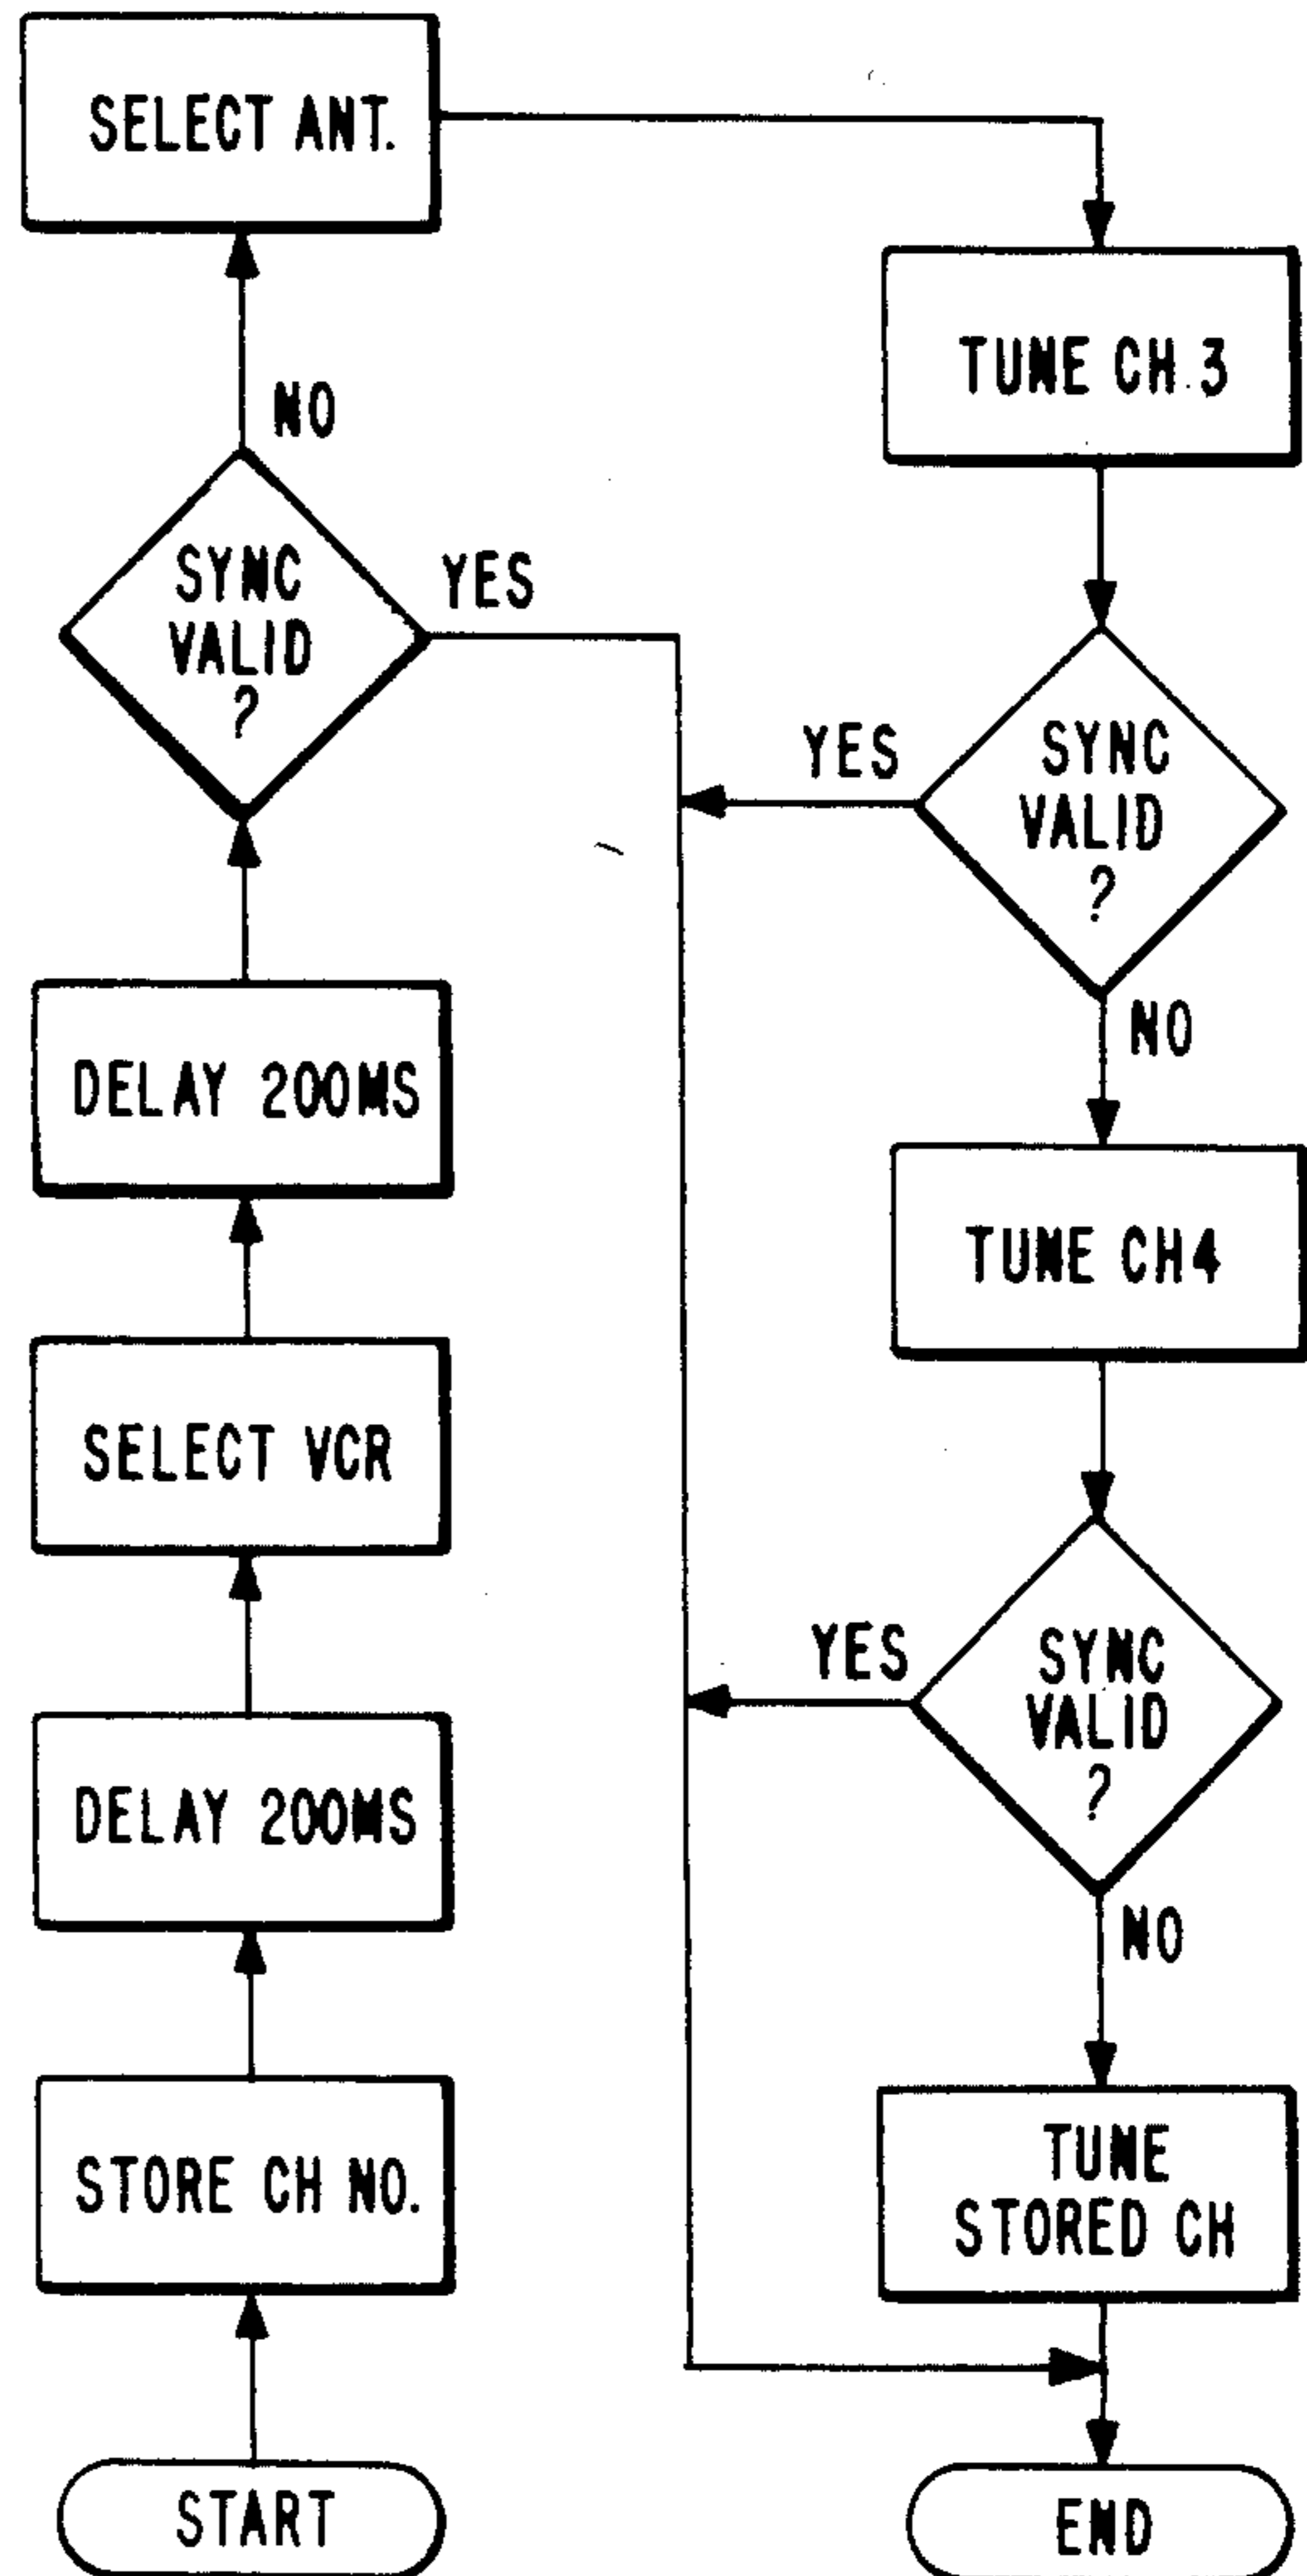 SELECT ANT.
NO
SYNC
VALID
?
YES
DELAY 200MS
SELECT VCR
DELAY 200MS
STORE CH NO.
START
TUNE CH.3
SYNC
VALID
?
YES
NO
TUNE CH4
SYNC
VALID
?
YES
NO
TUNE
STORED CH
END